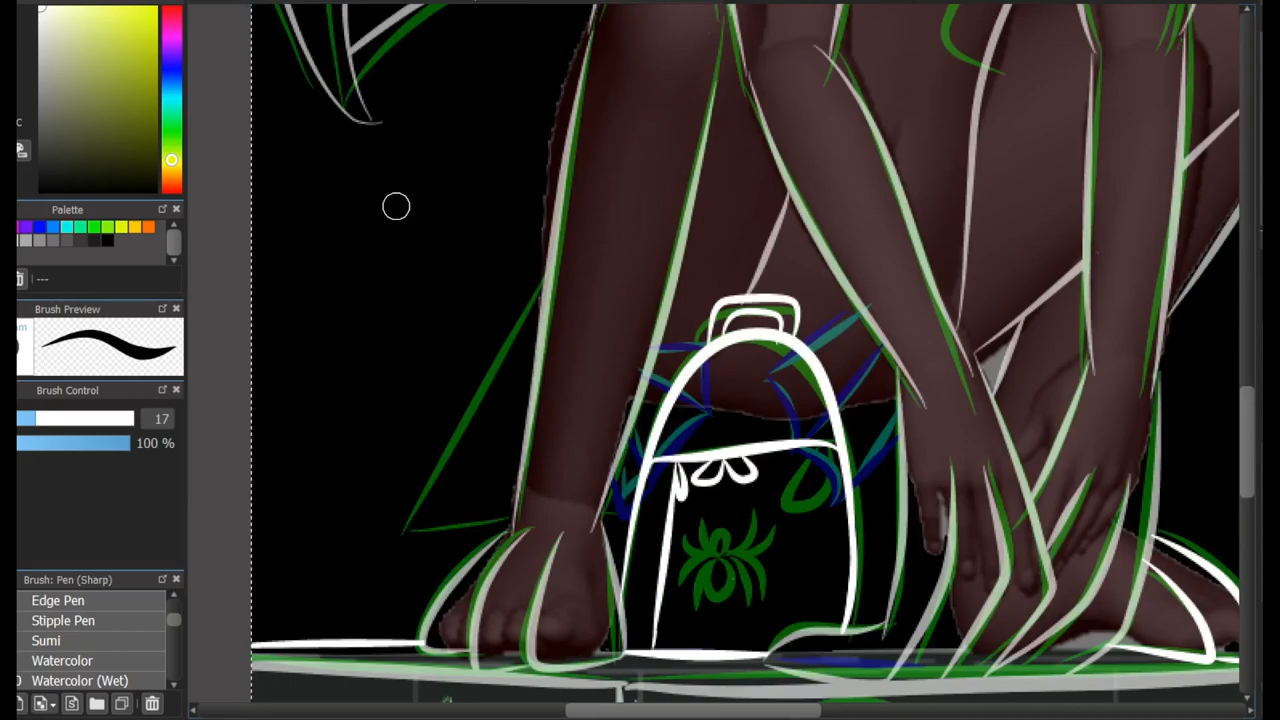 c
Palette
---
Brush Preview
Brush Control
17
100 %
Brush: Pen (Sharp)
Edge Pen
Stipple Pen
Sumi
Watercolor
Watercolor (Wet)